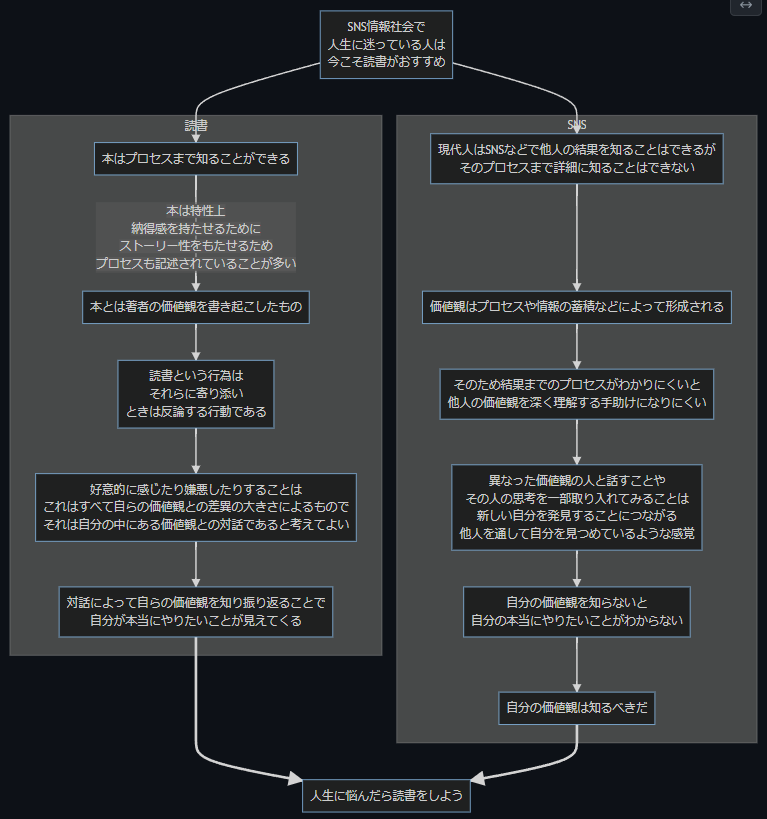 SNS情報社会で
人生に迷っている人は
今こそ読書がおすすめ
読書
本はプロセスまで知ることができる
本は特性上
納得感を持たせるために
ストーリー性をもたせるため
プロセスも記述されていることが多い
本とは著者の価値観を書き起こしたもの
読書という行為は
それらに寄り添い
ときは反論する行動である
好意的に感じたり嫌悪したりすることは
これはすべて自らの価値観との差異の大きさによるもので
それは自分の中にある価値観との対話であると考えてよい
対話によって自らの価値観を知り振り返ることで
自分が本当にやりたいことが見えてくる
SNS
現代人はSNSなどで他人の結果を知ることはできるが
そのプロセスまで詳細に知ることはできない
価値観はプロセスや情報の蓄積などによって形成される
そのため結果までのプロセスがわかりにくいと
他人の価値観を深く理解する手助けになりにくい
異なった価値観の人と話すことや
その人の思考を一部取り入れてみることは
新しい自分を発見することにつながる
他人を通して自分を見つめているような感覚
自分の価値観を知らないと
自分の本当にやりたいことがわからない
自分の価値観は知るべきだ
人生に悩んだら読書をしよう